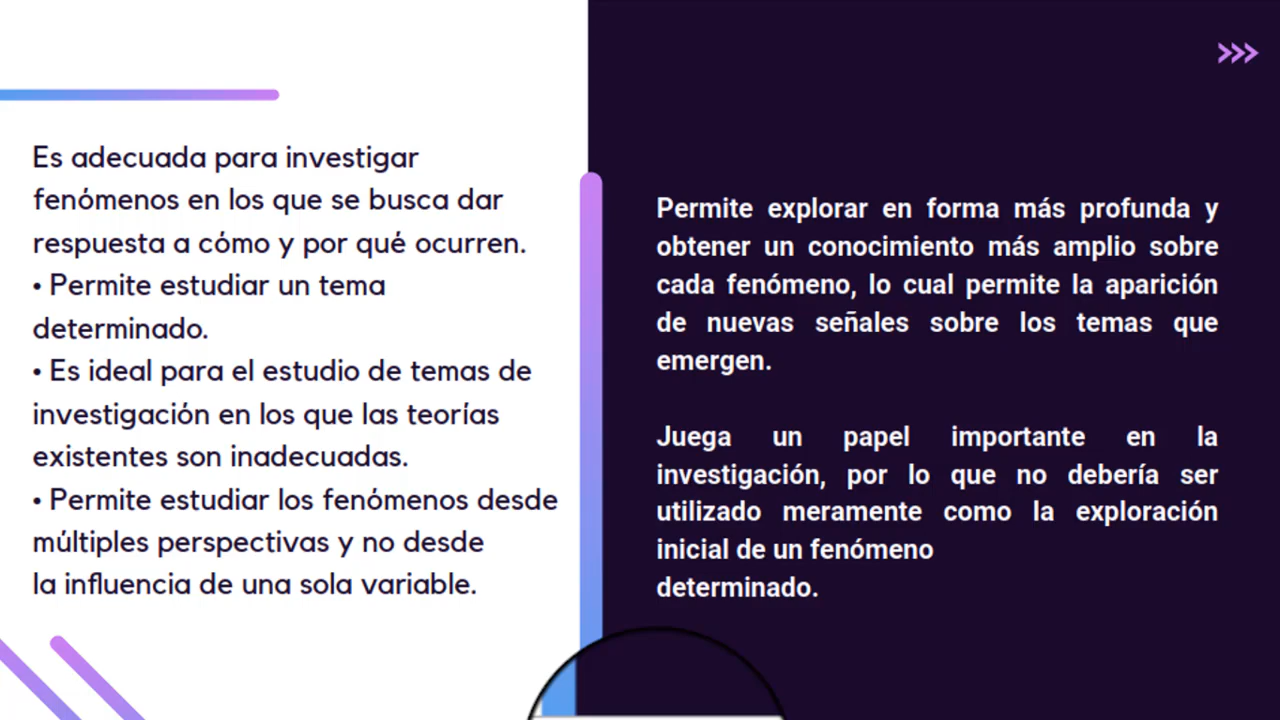 Es adecuada para investigar
fenómenos en los que se busca dar
respuesta a cómo y por qué ocurren.
• Permite estudiar un tema
determinado.
• Es ideal para el estudio de temas de
investigación en los que las teorías
existentes son inadecuadas.
• Permite estudiar los fenómenos desde
múltiples perspectivas y no desde
la influencia de una sola variable.
Permite explorar en forma más profunda y
obtener un conocimiento más amplio sobre
cada fenómeno, lo cual permite la aparición
de nuevas señales sobre los temas que
emergen.
Juega un papel importante en la
investigación, por lo que no debería ser
utilizado meramente como la exploración
inicial de un fenómeno
determinado.